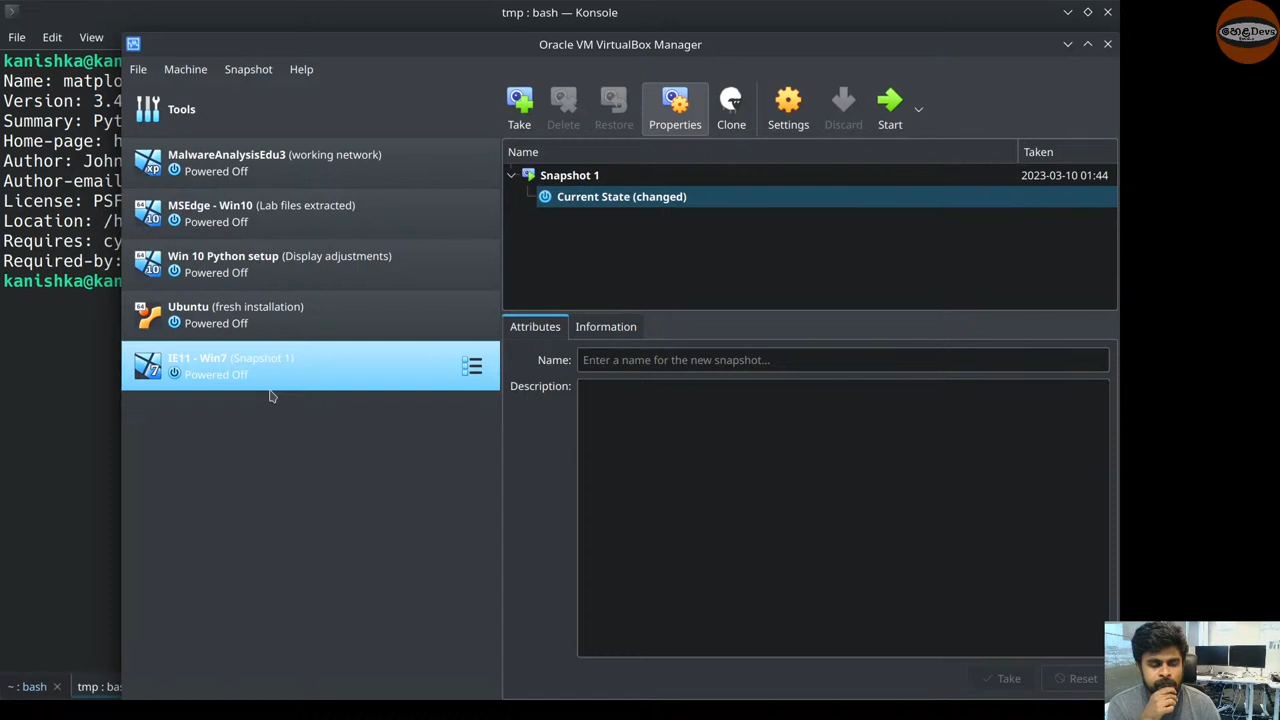 tmp : bash — Konsole
හෙළDevs
File Edit View
Oracle VM VirtualBox Manager
kanishka@kan
Name: matplo
Version: 3.4
Summary: Pyt
Home-page: h
Author: John
Author-email
License: PSF
Location: /h
Requires: cy
Required-by:
kanishka@kan
File Machine Snapshot Help
Tools
Take Delete Restore Properties Clone Settings Discard Start
MalwareAnalysisEdu3 (working network)
Powered Off
MSEdge - Win10 (Lab files extracted)
Powered Off
Win 10 Python setup (Display adjustments)
Powered Off
Ubuntu (fresh installation)
Powered Off
IE11 - Win7 (Snapshot 1)
Powered Off
Name Taken
Snapshot 1 2023-03-10 01:44
Current State (changed)
Attributes Information
Name: Enter a name for the new snapshot...
Description:
Take Reset
~ : bash tmp : bas